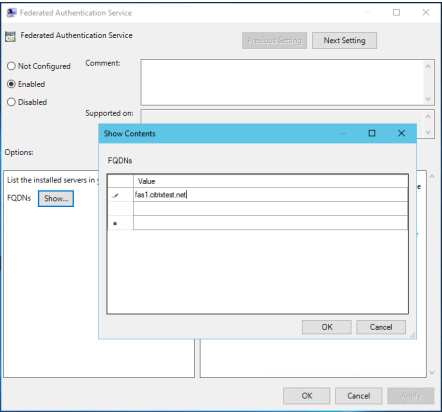 Federated Authentication Service
Federated Authentication Service
Previous Setting
Next Setting
Not Configured
Comment:
Enabled
Disabled
Supported on:
Options:
List the installed servers in
FQDNs
Show...
Show Contents
FQDNs
Value
fas1.citrixtest.net
OK
Cancel
OK
Cancel
Apply